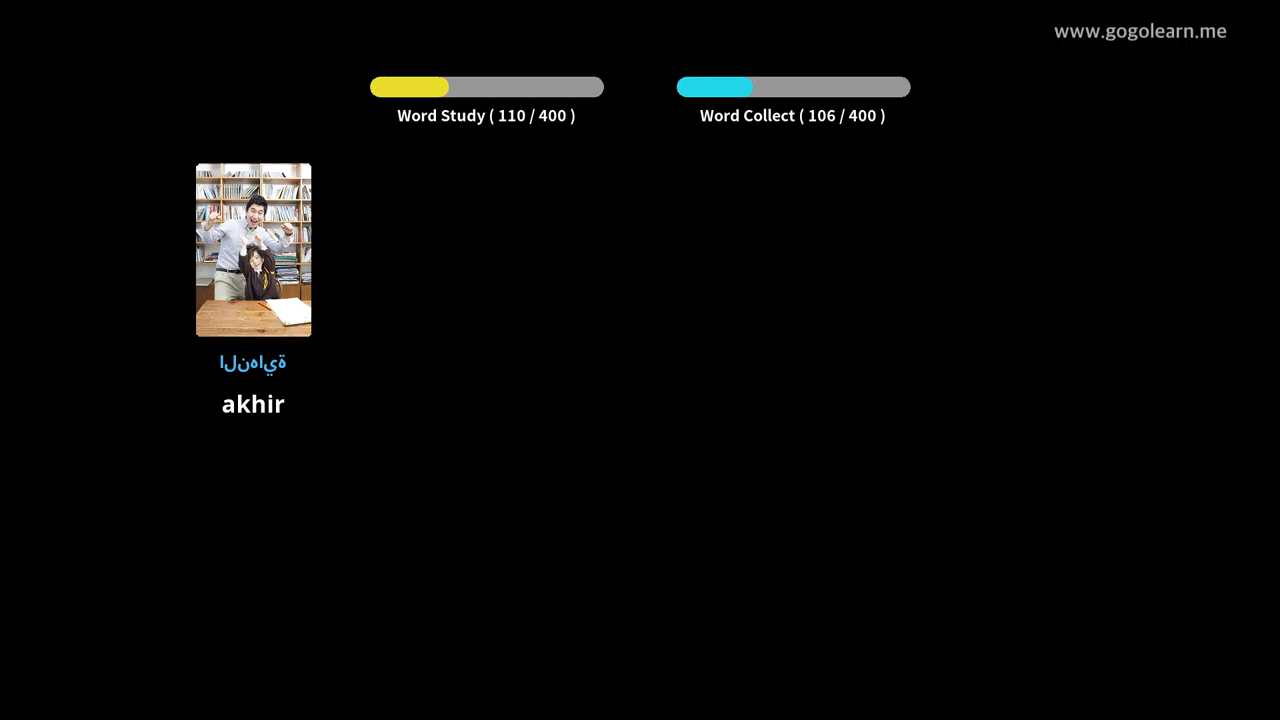 www.gogolearn.me
Word Study ( 110 / 400 )
Word Collect ( 106 / 400 )
النهاية
akhir